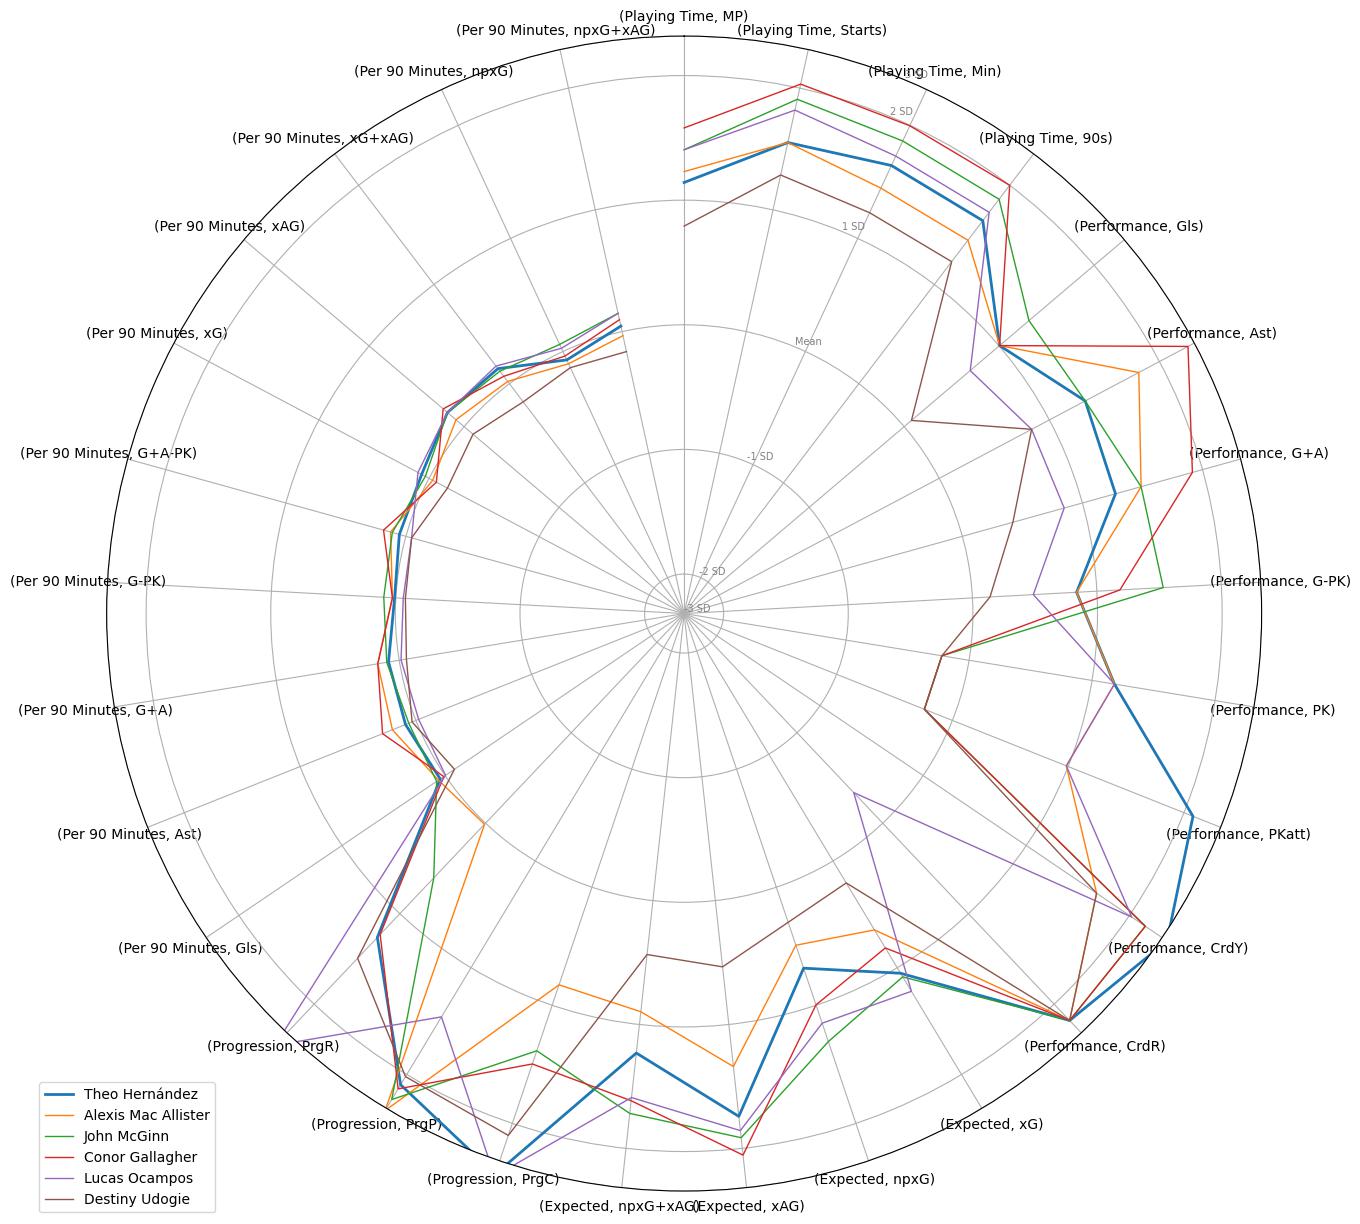 (Playing Time, MP)
(Per 90 Minutes, npxG+xAG)
(Playing Time, Starts)
(Per 90 Minutes, npxG)
(Playing Time, Min)
3 SD
2 SD
(Per 90 Minutes, xG+xAG)
(Playing Time, 90s)
(Per 90 Minutes, xAG)
1 SD
(Performance, Gls)
(Per 90 Minutes, xG)
Mean
(Performance, Ast)
(Per 90 Minutes, G+A-PK)
-1 SD
(Performance, G+A)
(Per 90 Minutes, G-PK)
-2 SD
(Performance, G-PK)
-3 SD
(Per 90 Minutes, G+A)
(Performance, PK)
(Per 90 Minutes, Ast)
(Performance, PKatt)
(Per 90 Minutes, Gls)
(Performance, CrdY)
(Progression, PrgR)
(Performance, CrdR)
(Progression, PrgP)
(Expected, xG)
(Progression, PrgC)
(Expected, npxG)
(Expected, npxG+xAG)
(Expected, xAG)
Theo Hernández
Alexis Mac Allister
John McGinn
Conor Gallagher
Lucas Ocampos
Destiny Udogie